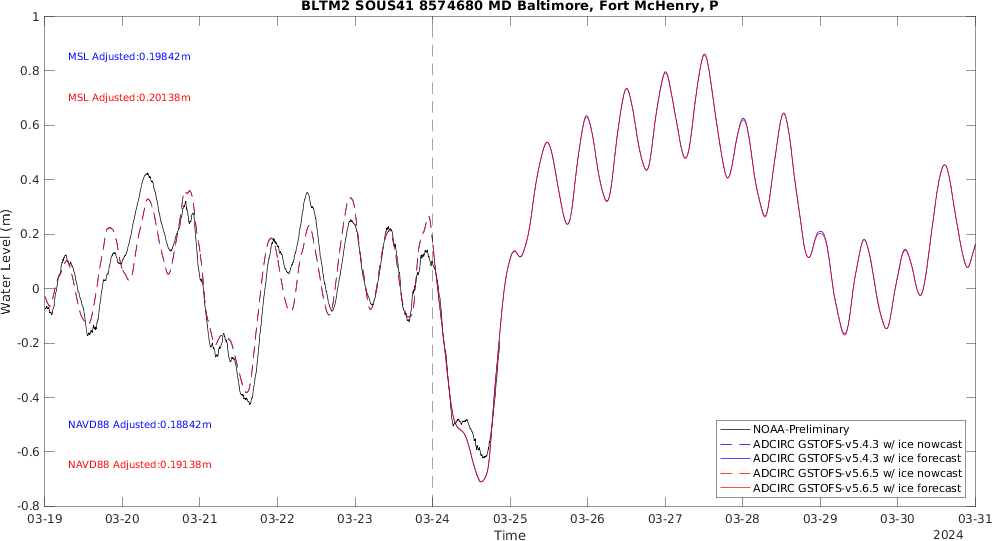 BLTM2 SOUS41 8574680 MD Baltimore, Fort McHenry, P
Water Level (m)
1
0.8
0.6
0.4
0.2
0
-0.2
-0.4
-0.6
-0.8
MSL Adjusted:0.19842m
MSL Adjusted:0.20138m
NAVD88 Adjusted:0.18842m
NAVD88 Adjusted:0.19138m
NOAA-Preliminary
ADCIRC GSTOFS-v5.4.3 w/ ice nowcast
ADCIRC GSTOFS-v5.4.3 w/ ice forecast
ADCIRC GSTOFS-v5.6.5 w/ ice nowcast
ADCIRC GSTOFS-v5.6.5 w/ ice forecast
03-19 03-20 03-21 03-22 03-23 03-24 03-25 03-26 03-27 03-28 03-29 03-30 03-31
Time
2024